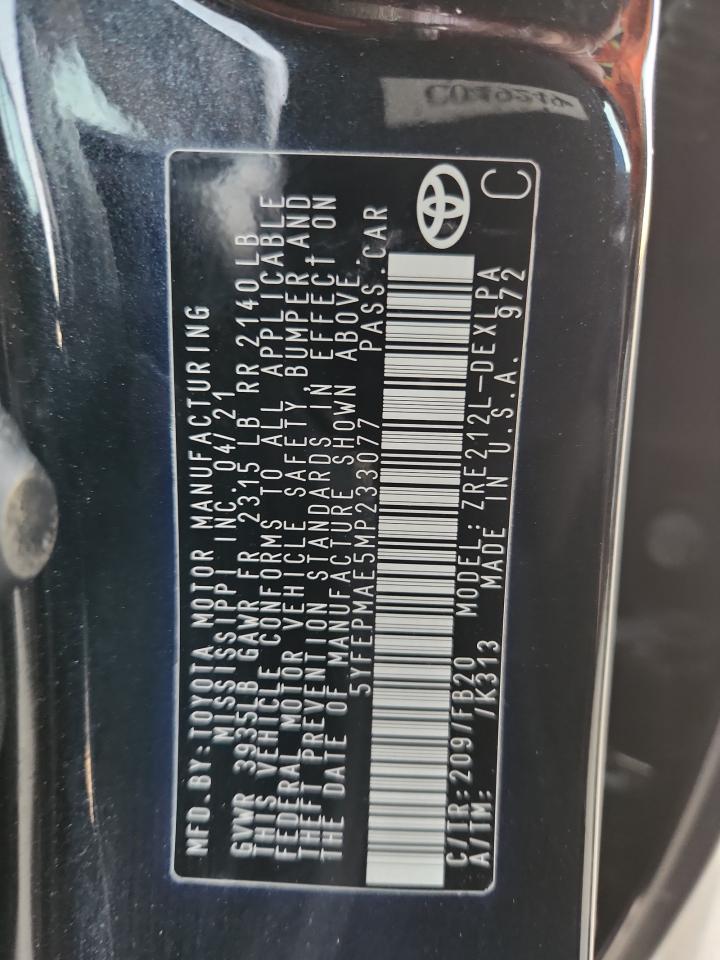 MFD.BY:TOYOTA MOTOR MANUFACTURING
MISSISSIPPI INC. 04/21
GVWR 3935LB GAWR FR 2315 LB RR 2140 LB
THIS VEHICLE CONFORMS TO ALL APPLICABLE
FEDERAL MOTOR VEHICLE SAFETY, BUMPER AND
THEFT PREVENTION STANDARDS IN EFFECT ON
THE DATE OF MANUFACTURE SHOWN ABOVE.
5YFEPMAE5MP233077 PASS.CAR
C/TR:209/FB20 MODEL:ZRE212L-DEXLPA
A/TM: /K313 MADE IN U.S.A. 972
C